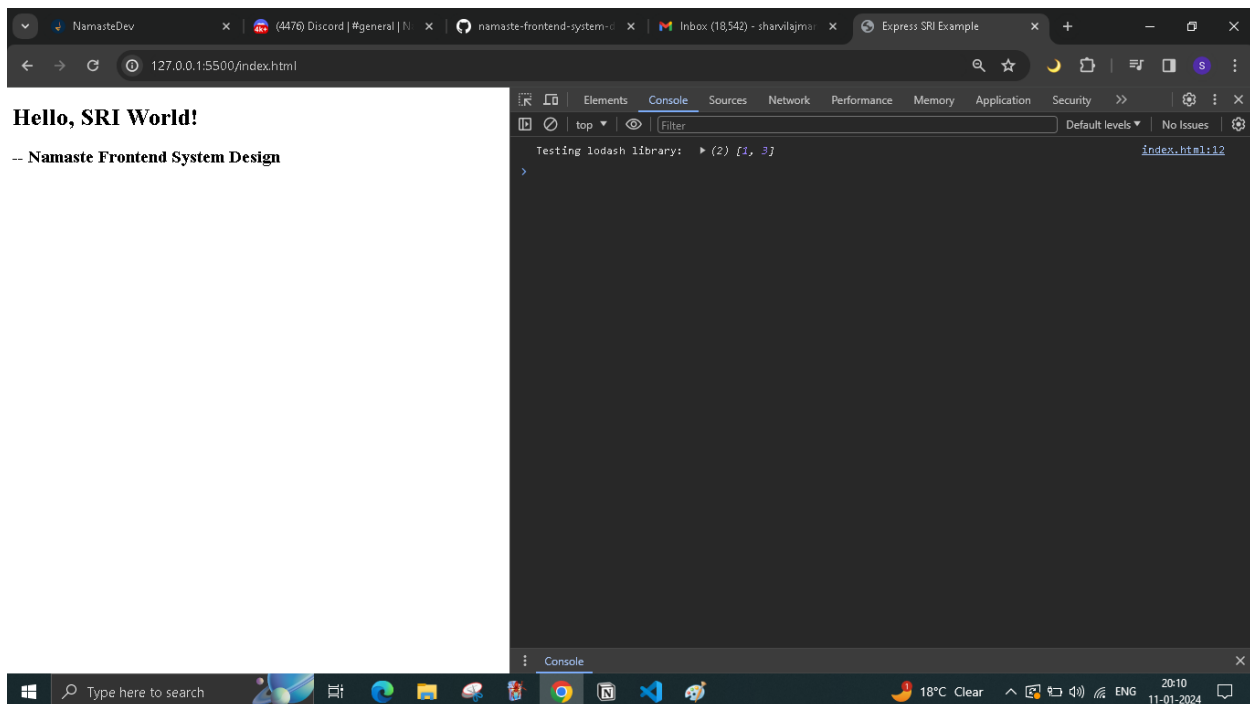 NamasteDev
(4476) Discord | #general | N
namaste-frontend-system-d
Inbox (18,542) - sharvilajmar
Express SRI Example
127.0.0.1:5500/index.html
S
Hello, SRI World!
-- Namaste Frontend System Design
Elements Console Sources Network Performance Memory Application Security
top Filter Default levels No Issues
Testing lodash library: (2) [1, 3] index.html:12
Console
Type here to search
18°C Clear ENG 20:10
11-01-2024